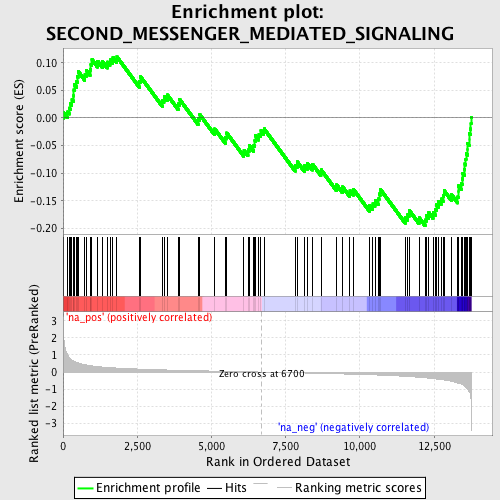 Enrichment plot:
SECOND_MESSENGER_MEDIATED_SIGNALING
Enrichment score (ES)
0.10
0.05
0.00
-0.05
-0.10
-0.15
-0.20
Ranked list metric (PreRanked)
3
2
1
0
-1
-2
-3
'na_pos' (positively correlated)
Zero cross at 6700
'na_neg' (negatively correlated)
0
2,500
5,000
7,500
10,000
12,500
Rank in Ordered Dataset
Enrichment profile
Hits
Ranking metric scores